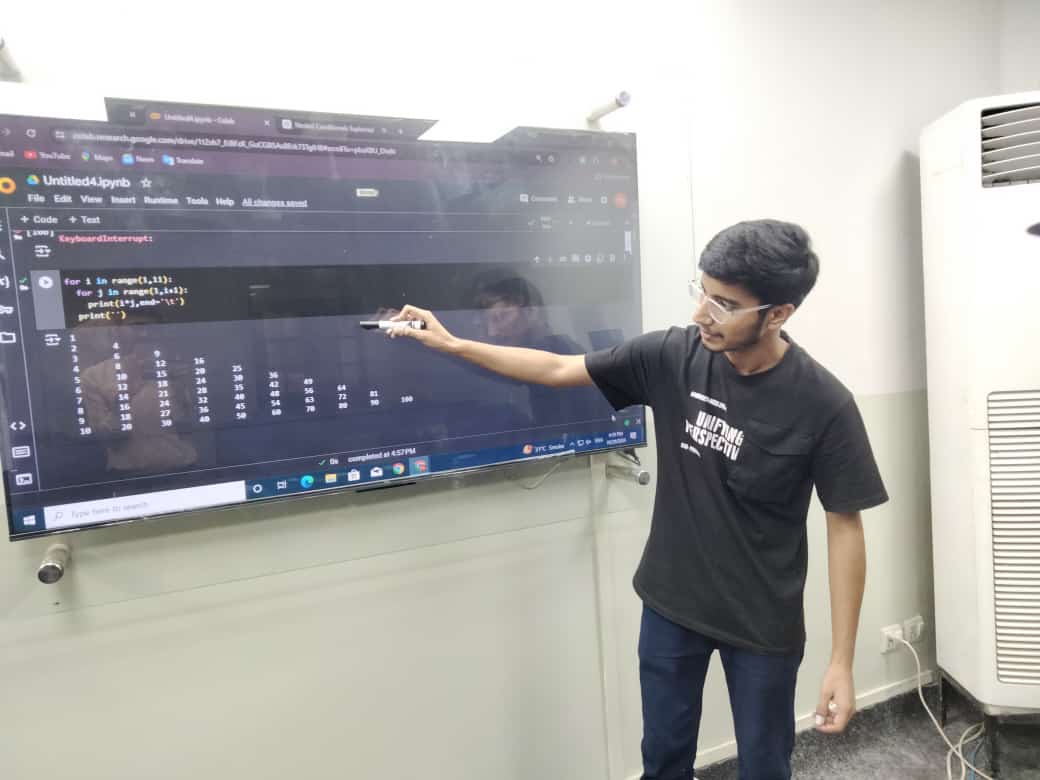 Untitled4.ipynb - Colab
YouTube
Maps
News
Translate
Untitled4.ipynb
File Edit View Insert Runtime Tools Help All changes saved
Comment
+ Code + Text
KeyboardInterrupt:
for i in range(1,11):
for j in range(1,i+1):
print(i*j,end='\t')
print('')
1
2 4
3 6 9
4 8 12 16
5 10 15 20 25
6 12 18 24 30 36
7 14 21 28 35 42 49
8 16 24 32 40 48 56 64
9 18 27 36 45 54 63 72 81
10 20 30 40 50 60 70 80 90 100
0s completed at 4:57 PM
Type here to search
31°C Smoke
UNIFYING
PERSPECTIV